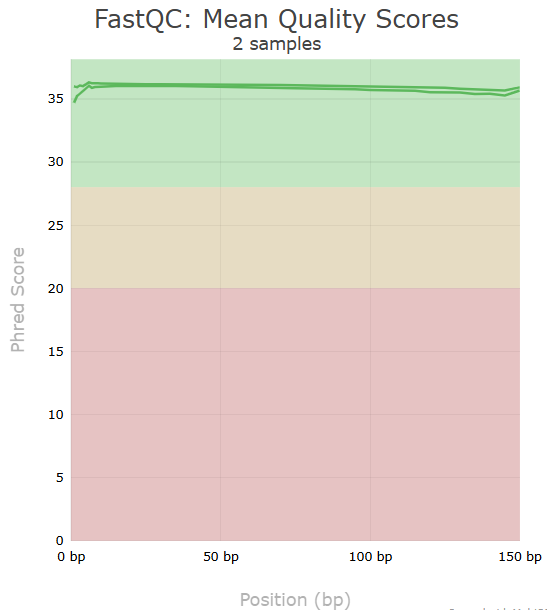 FastQC: Mean Quality Scores
2 samples
35
30
25
20
15
10
5
0
Phred Score
0 bp
50 bp
100 bp
150 bp
Position (bp)